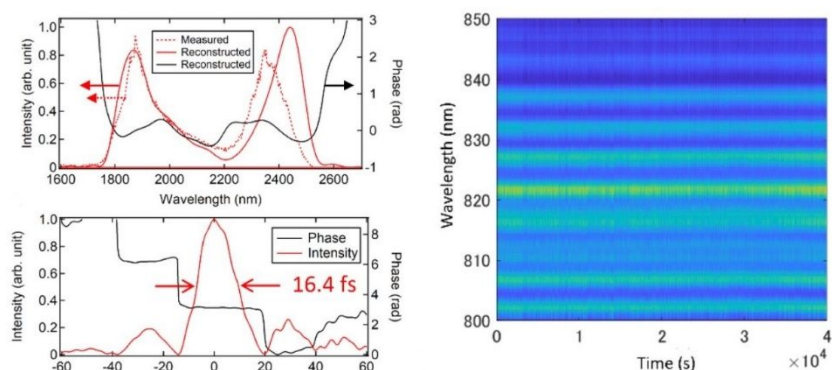 Intensity (arb. unit)
1.0
0.8
0.6
0.4
0.2
0
Measured
Reconstructed
Reconstructed
3
2
1
0
-1
Phase (rad)
1600 1800 2000 2200 2400 2600
Wavelength (nm)
Intensity (arb. unit)
1.0
0.8
0.6
0.4
0.2
0
Phase
Intensity
16.4 fs
8
6
4
2
0
Phase (rad)
-60 -40 -20 0 20 40 60
Wavelength (nm)
850
840
830
820
810
800
0 1 2 3 4
Time (s)
×10⁴